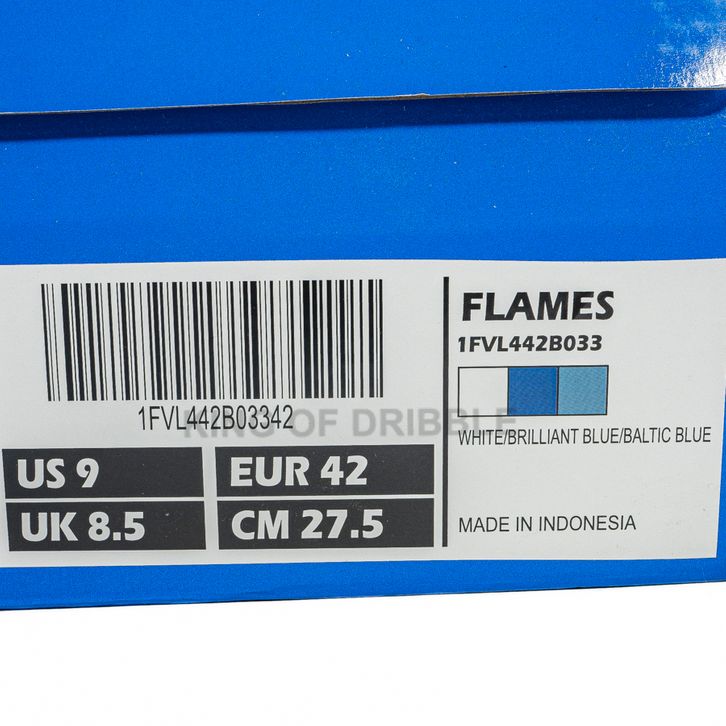 1FVL442B03342
KING OF DRIBBLE
US 9
EUR 42
UK 8.5
CM 27.5
FLAMES
1FVL442B033
WHITE/BRILLIANT BLUE/BALTIC BLUE
MADE IN INDONESIA